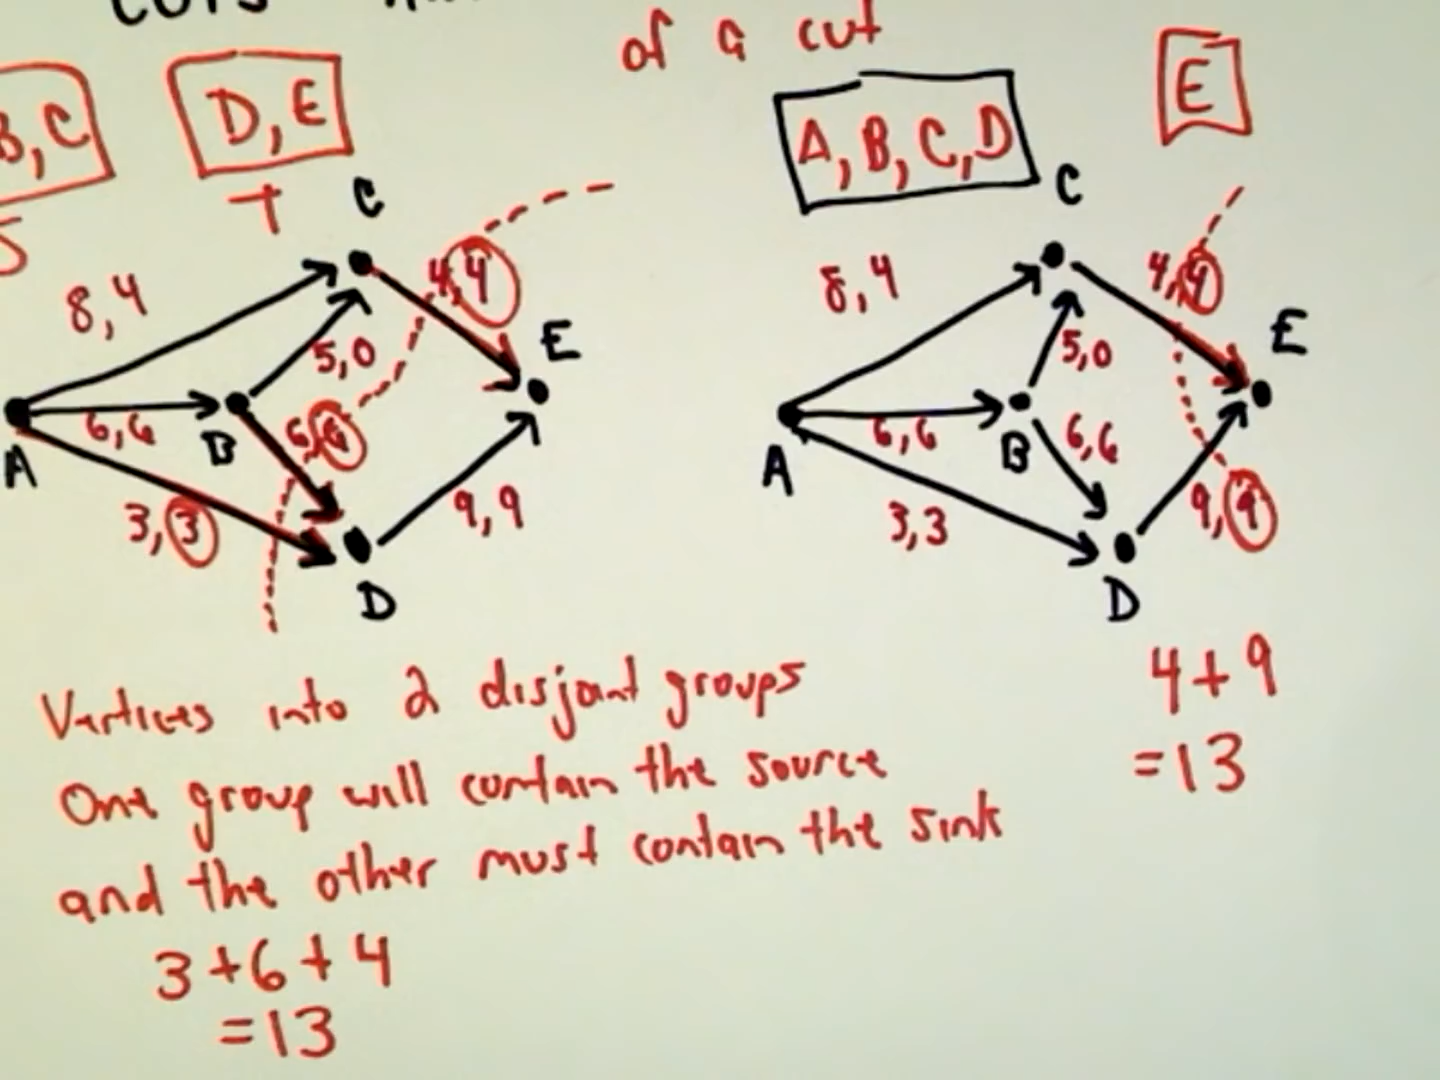 of a cut
B, C
D, E
A, B, C, D
E
S
T
C
8,4
4,4
E
5,0
6,6
B
6,6
A
3,3
9,9
D
C
8,4
4,4
E
5,0
6,6
B
6,6
A
3,3
9,9
D
Vertices into 2 disjoint groups
One group will contain the source
and the other must contain the sink
3+6+4
=13
4+9
=13